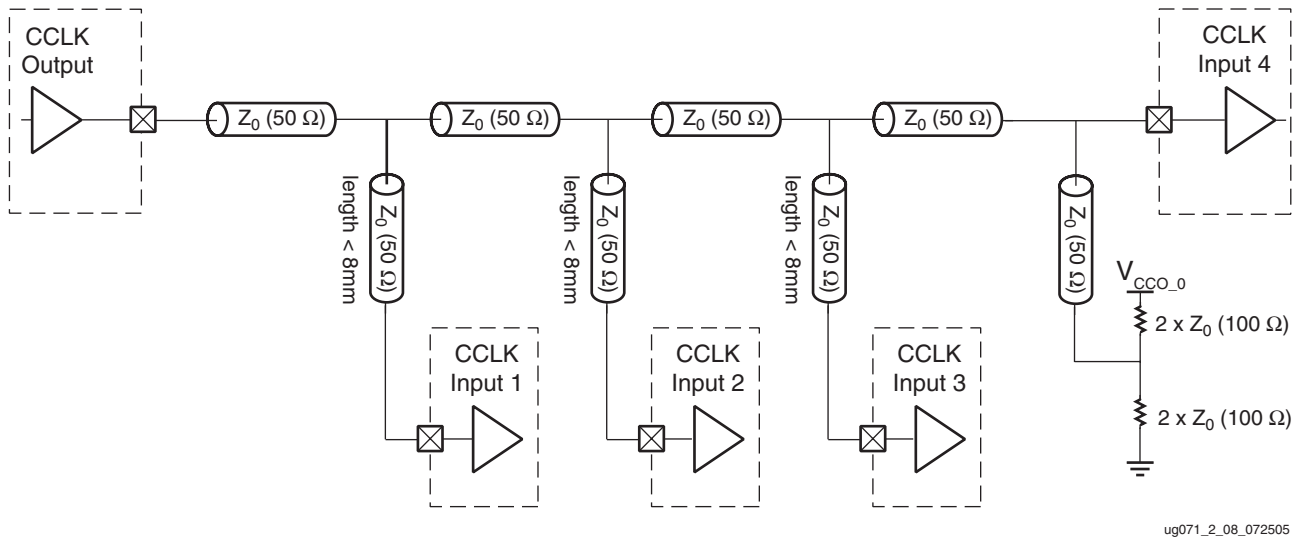 CCLK
Output
Z0 (50 Ω)
Z0 (50 Ω)
Z0 (50 Ω)
Z0 (50 Ω)
CCLK
Input 4
length < 8mm
Z0 (50 Ω)
length < 8mm
Z0 (50 Ω)
length < 8mm
Z0 (50 Ω)
Z0 (50 Ω)
VCCO_0
2 x Z0 (100 Ω)
2 x Z0 (100 Ω)
CCLK
Input 1
CCLK
Input 2
CCLK
Input 3
ug071_2_08_072505